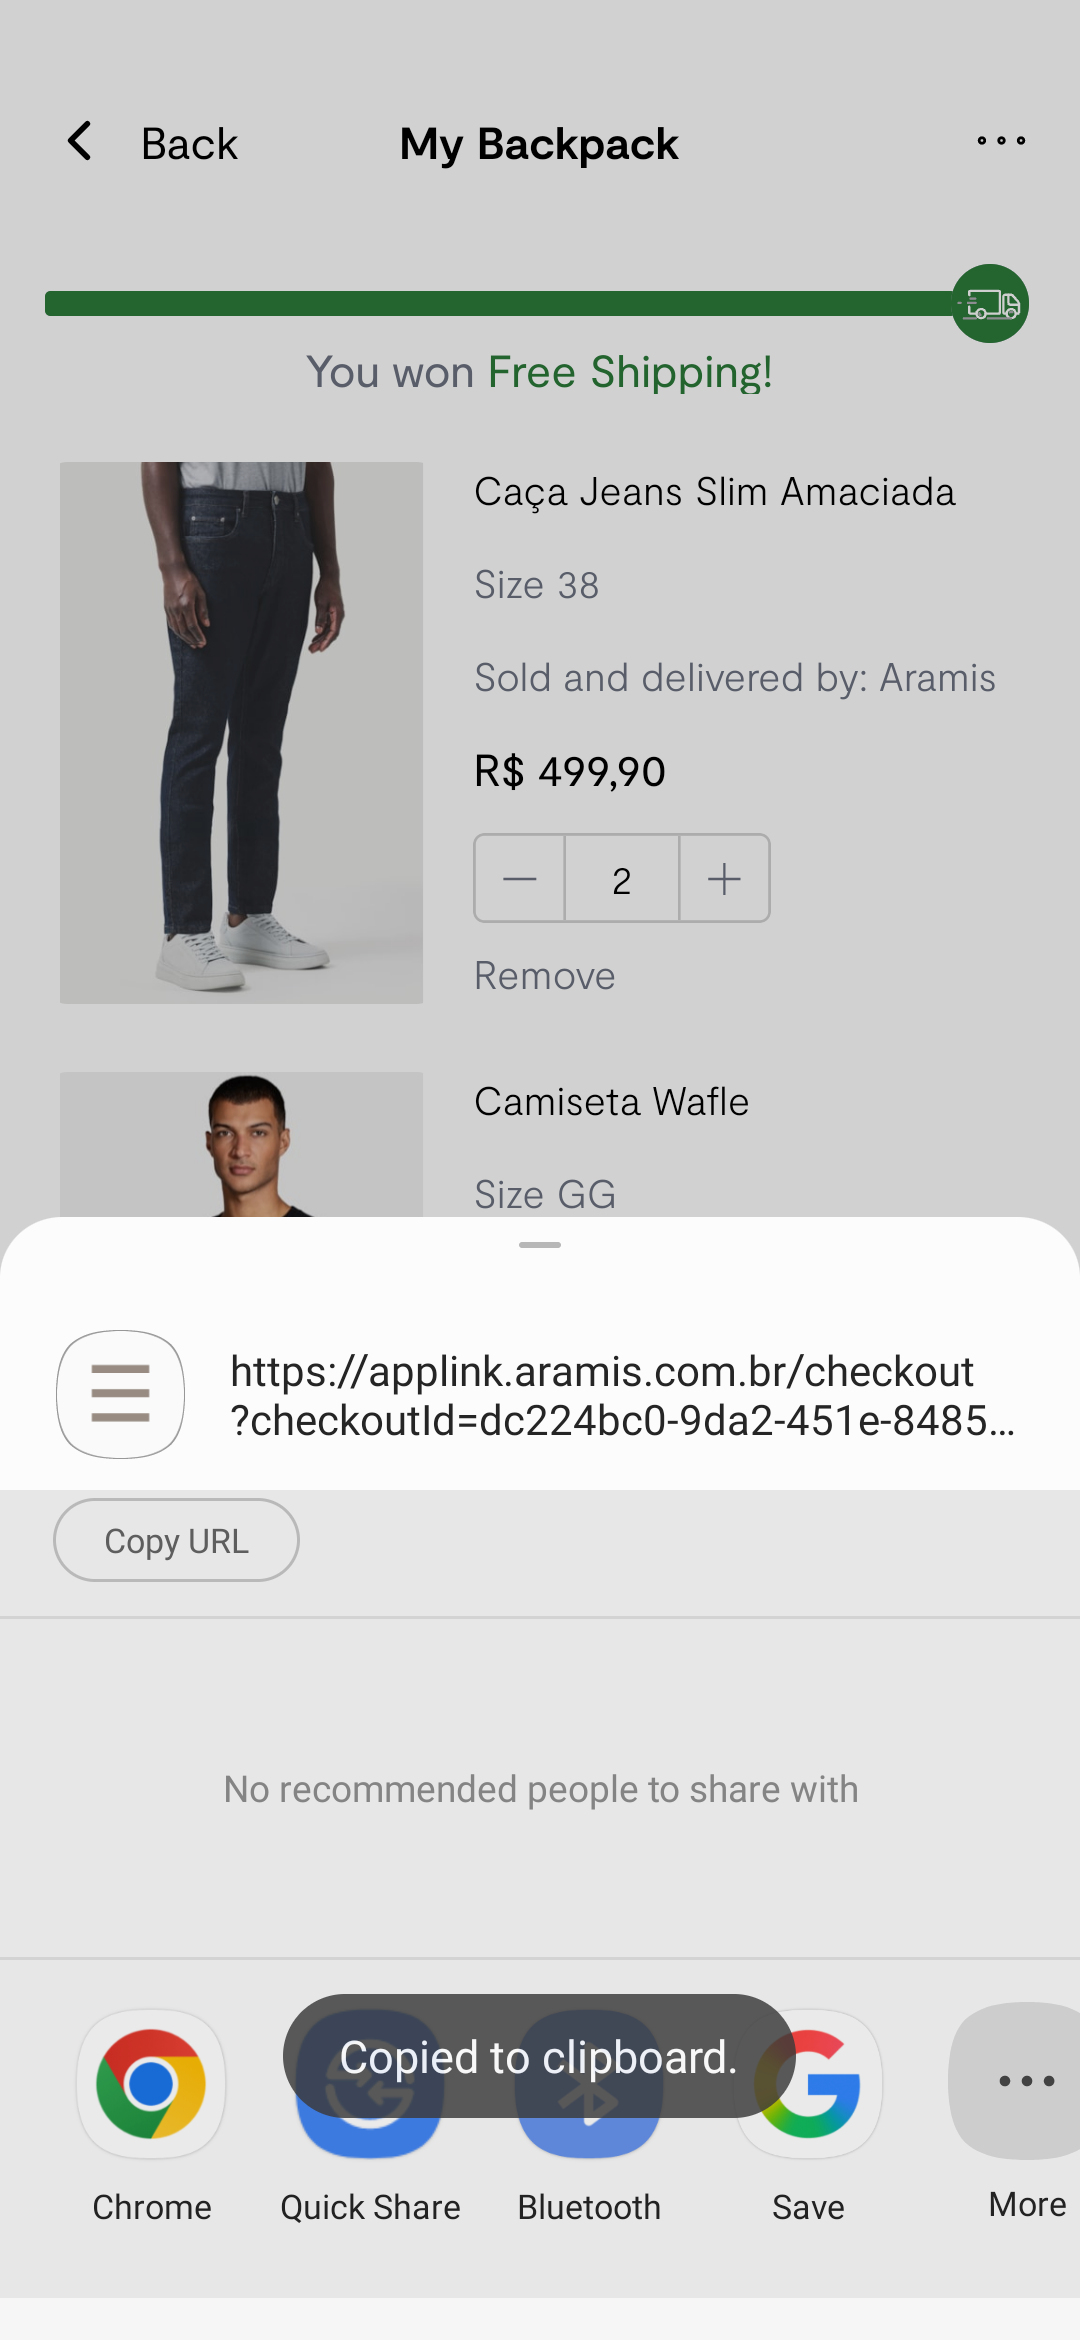 Back
My Backpack
You won Free Shipping!
Caça Jeans Slim Amaciada
Size 38
Sold and delivered by: Aramis
R$ 499,90
2
Remove
Camiseta Wafle
Size GG
https://applink.aramis.com.br/checkout
?checkoutId=dc224bc0-9da2-451e-8485...
Copy URL
No recommended people to share with
Copied to clipboard.
Chrome
Quick Share
Bluetooth
Save
More